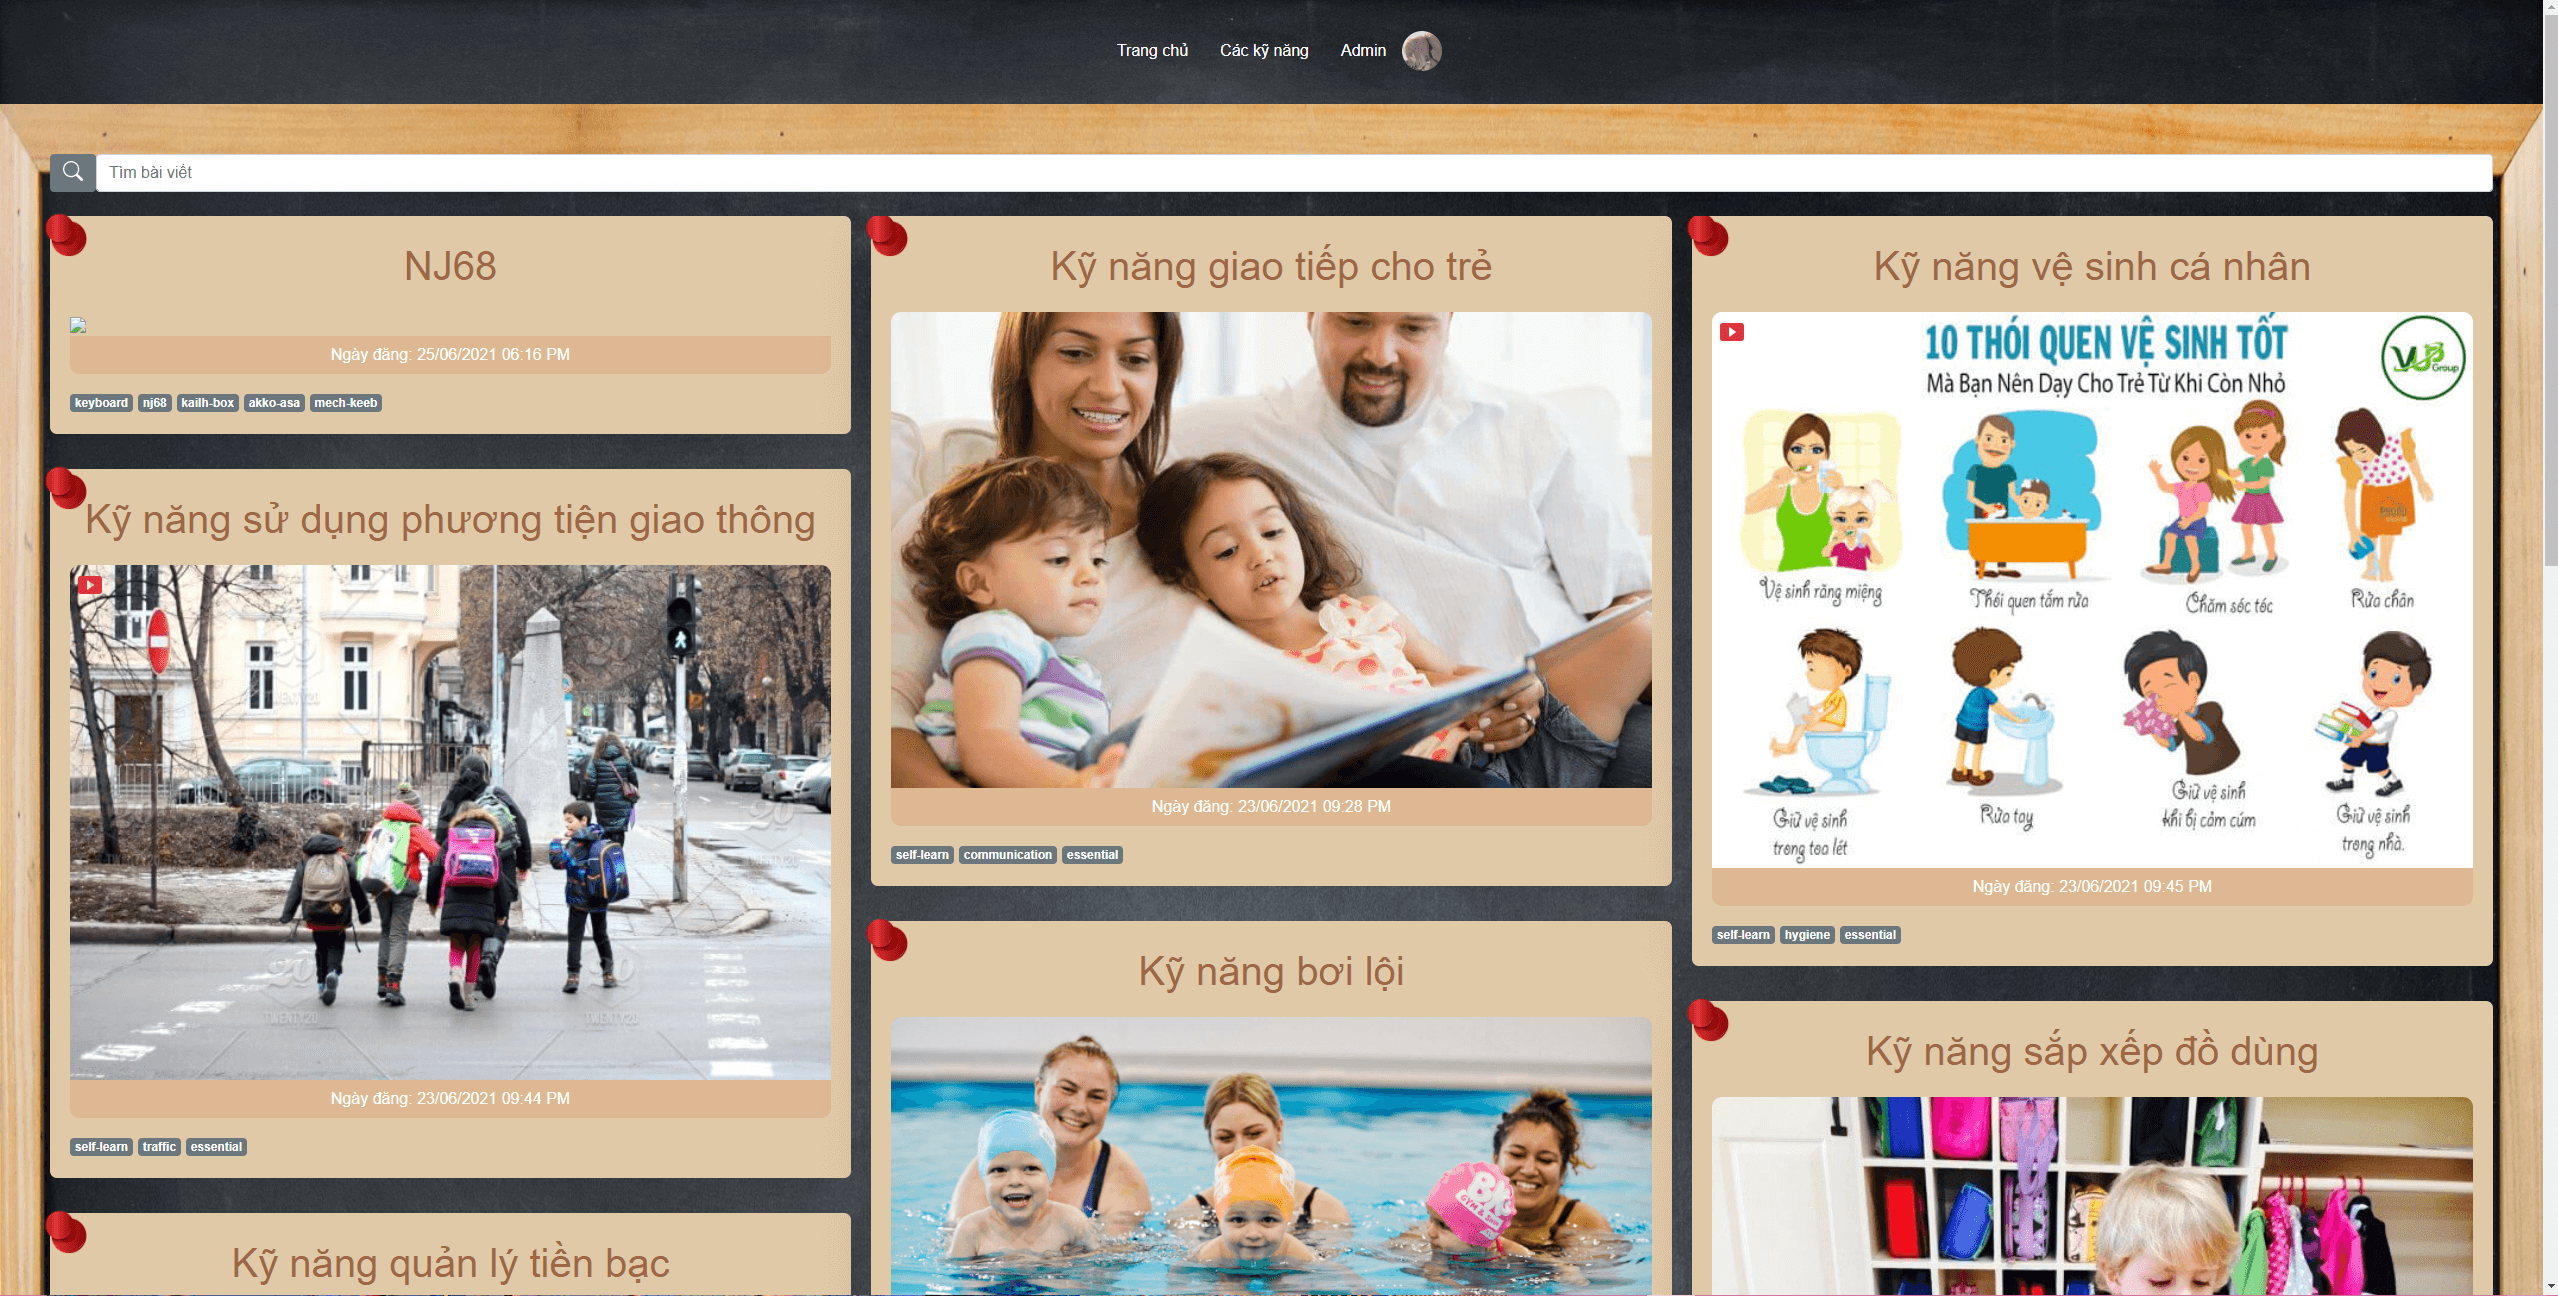 Trang chủ Các kỹ năng Admin
Tìm bài viết
NJ68
Ngày đăng: 25/06/2021 06:16 PM
keyboard nj68 kailh-box akko-asa mech-keeb
Kỹ năng sử dụng phương tiện giao thông
TWENTY20
TWENTY20
TWENTY20
Ngày đăng: 23/06/2021 09:44 PM
self-learn traffic essential
Kỹ năng quản lý tiền bạc
Kỹ năng giao tiếp cho trẻ
Ngày đăng: 23/06/2021 09:28 PM
self-learn communication essential
Kỹ năng bơi lội
Kỹ năng vệ sinh cá nhân
10 THÓI QUEN VỆ SINH TỐT
Mà Bạn Nên Dạy Cho Trẻ Từ Khi Còn Nhỏ
Group
Vệ sinh răng miệng
Thói quen tắm rửa
Chăm sóc tóc
Rửa chân
Giữ vệ sinh
trong toa lét
Rửa tay
Giữ vệ sinh
khi bị cảm cúm
Giữ vệ sinh
trong nhà.
Ngày đăng: 23/06/2021 09:45 PM
self-learn hygiene essential
Kỹ năng sắp xếp đồ dùng